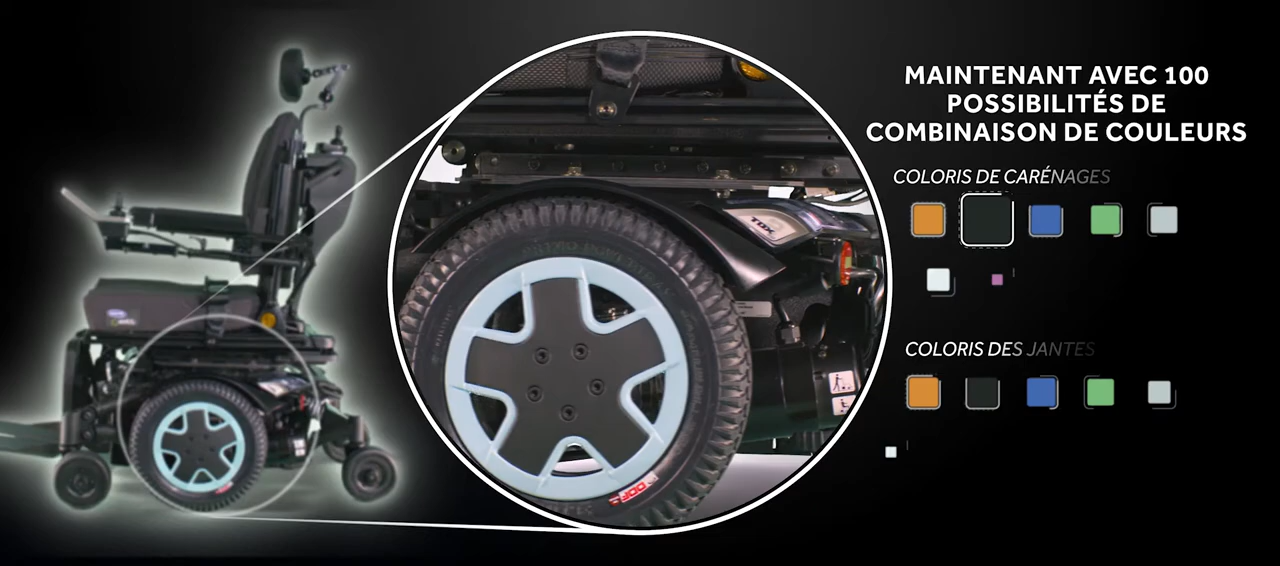 MAINTENANT AVEC 100
POSSIBILITÉS DE
COMBINAISON DE COULEURS
COLORIS DE CARÉNAGES
TDX
COLORIS DES JANTES